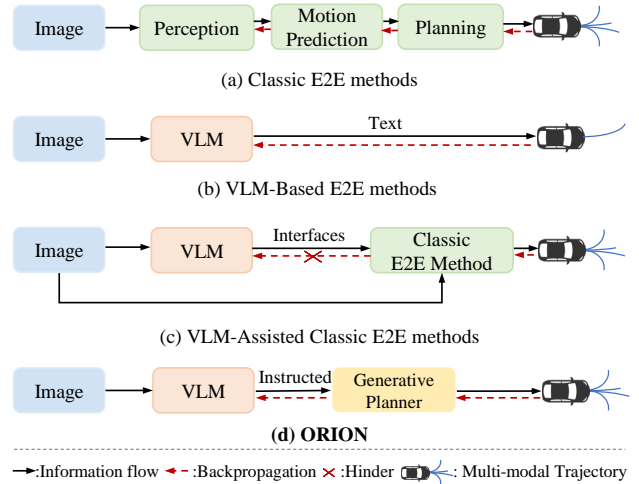 Image
Perception
Motion
Prediction
Planning
(a) Classic E2E methods
Image
VLM
Text
(b) VLM-Based E2E methods
Image
VLM
Interfaces
Classic
E2E Method
(c) VLM-Assisted Classic E2E methods
Image
VLM
Instructed
Generative
Planner
(d) ORION
:Information flow :Backpropagation :Hinder : Multi-modal Trajectory